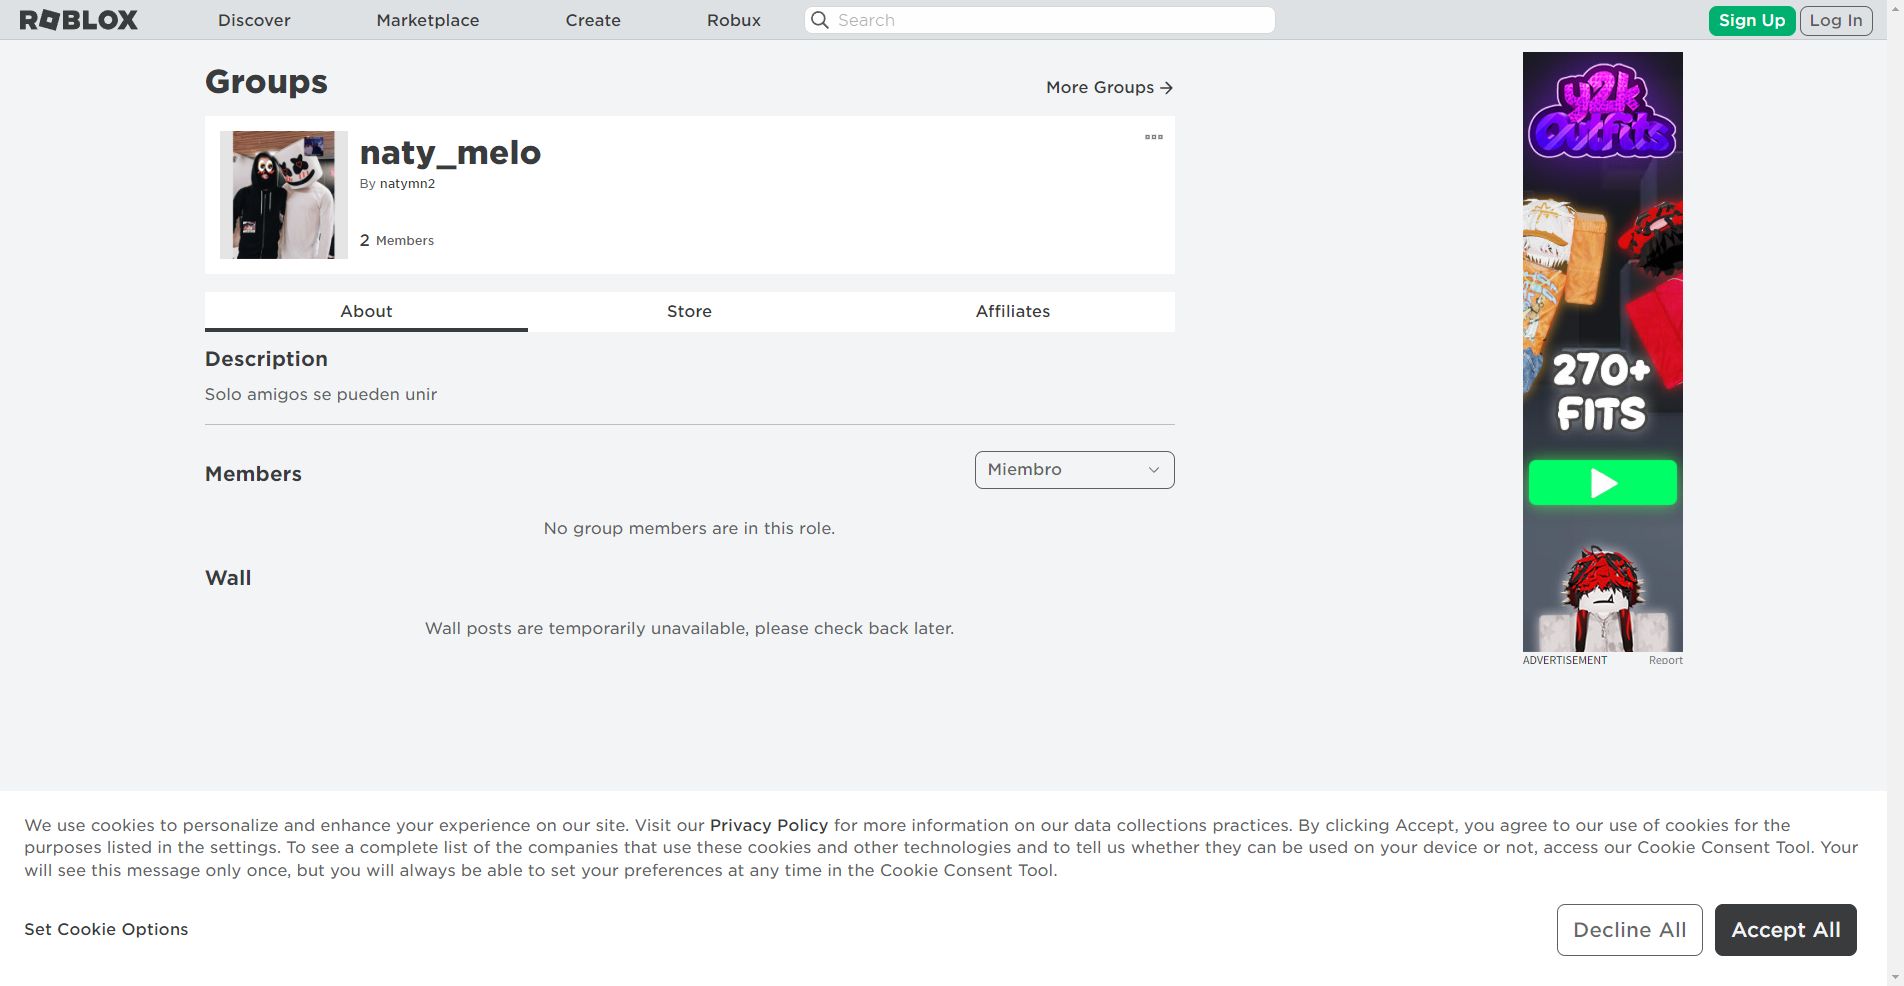 ROBLOX
Discover
Marketplace
Create
Robux
Search
Sign Up
Log In
Groups
More Groups
naty_melo
By natymn2
2 Members
About
Store
Affiliates
Description
Solo amigos se pueden unir
Members
Miembro
No group members are in this role.
Wall
Wall posts are temporarily unavailable, please check back later.
y2k
Outfits
270+
FITS
ADVERTISEMENT
Report
We use cookies to personalize and enhance your experience on our site. Visit our Privacy Policy for more information on our data collections practices. By clicking Accept, you agree to our use of cookies for the
purposes listed in the settings. To see a complete list of the companies that use these cookies and other technologies and to tell us whether they can be used on your device or not, access our Cookie Consent Tool. Your
will see this message only once, but you will always be able to set your preferences at any time in the Cookie Consent Tool.
Set Cookie Options
Decline All
Accept All